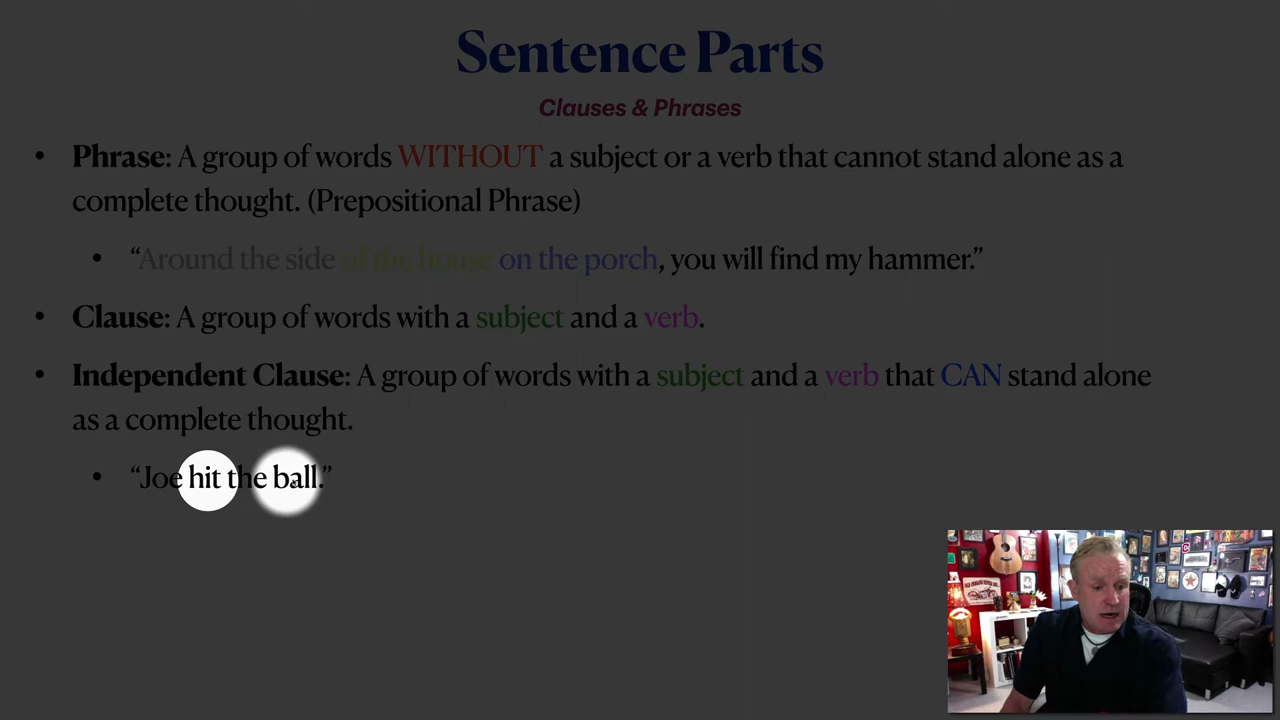 Sentence Parts
Clauses & Phrases
• Phrase: A group of words WITHOUT a subject or a verb that cannot stand alone as a
complete thought. (Prepositional Phrase)
• “Around the side of the house on the porch, you will find my hammer.”
• Clause: A group of words with a subject and a verb.
• Independent Clause: A group of words with a subject and a verb that CAN stand alone
as a complete thought.
• “Joe hit the ball.”